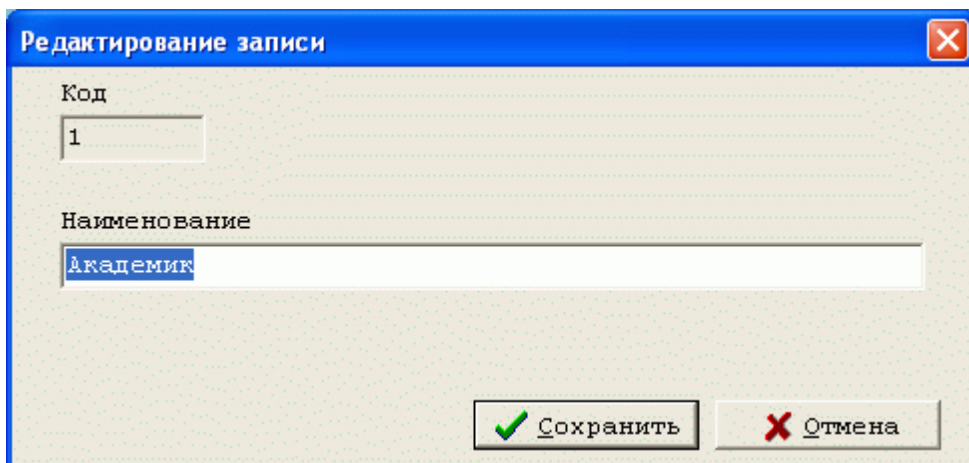 Редактирование записи
Код
1
Наименование
Академик
Сохранить Отмена